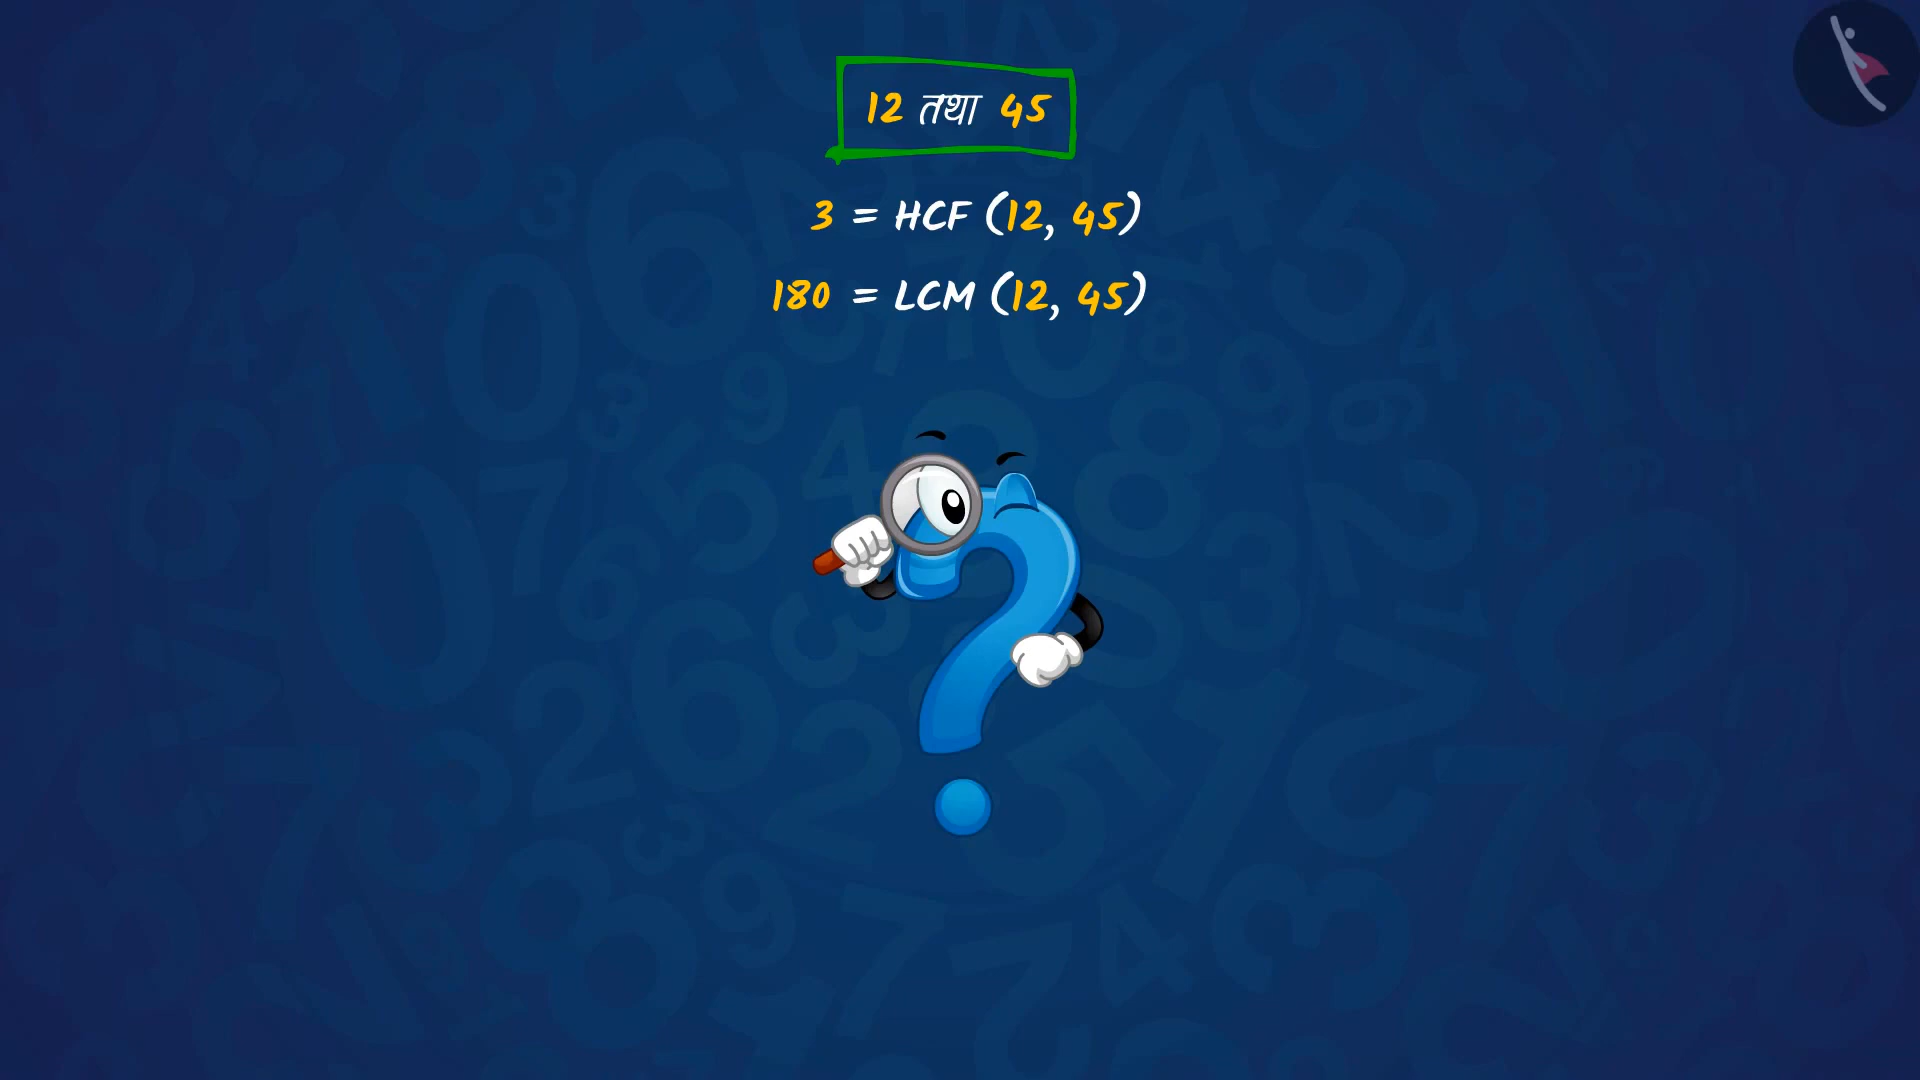 12 तथा 45
3 = HCF (12, 45)
180 = LCM (12, 45)